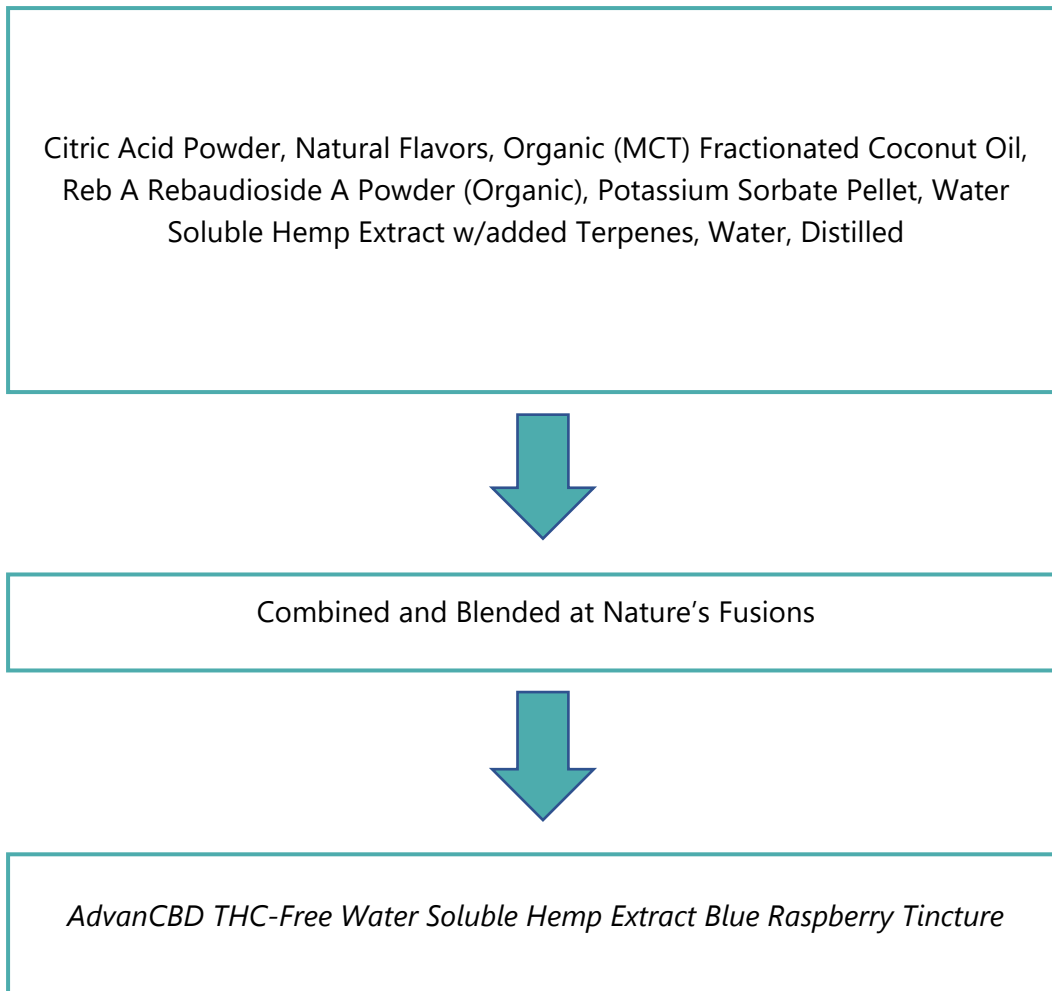 Citric Acid Powder, Natural Flavors, Organic (MCT) Fractionated Coconut Oil,
Reb A Rebaudioside A Powder (Organic), Potassium Sorbate Pellet, Water
Soluble Hemp Extract w/added Terpenes, Water, Distilled
Combined and Blended at Nature’s Fusions
AdvanCBD THC-Free Water Soluble Hemp Extract Blue Raspberry Tincture